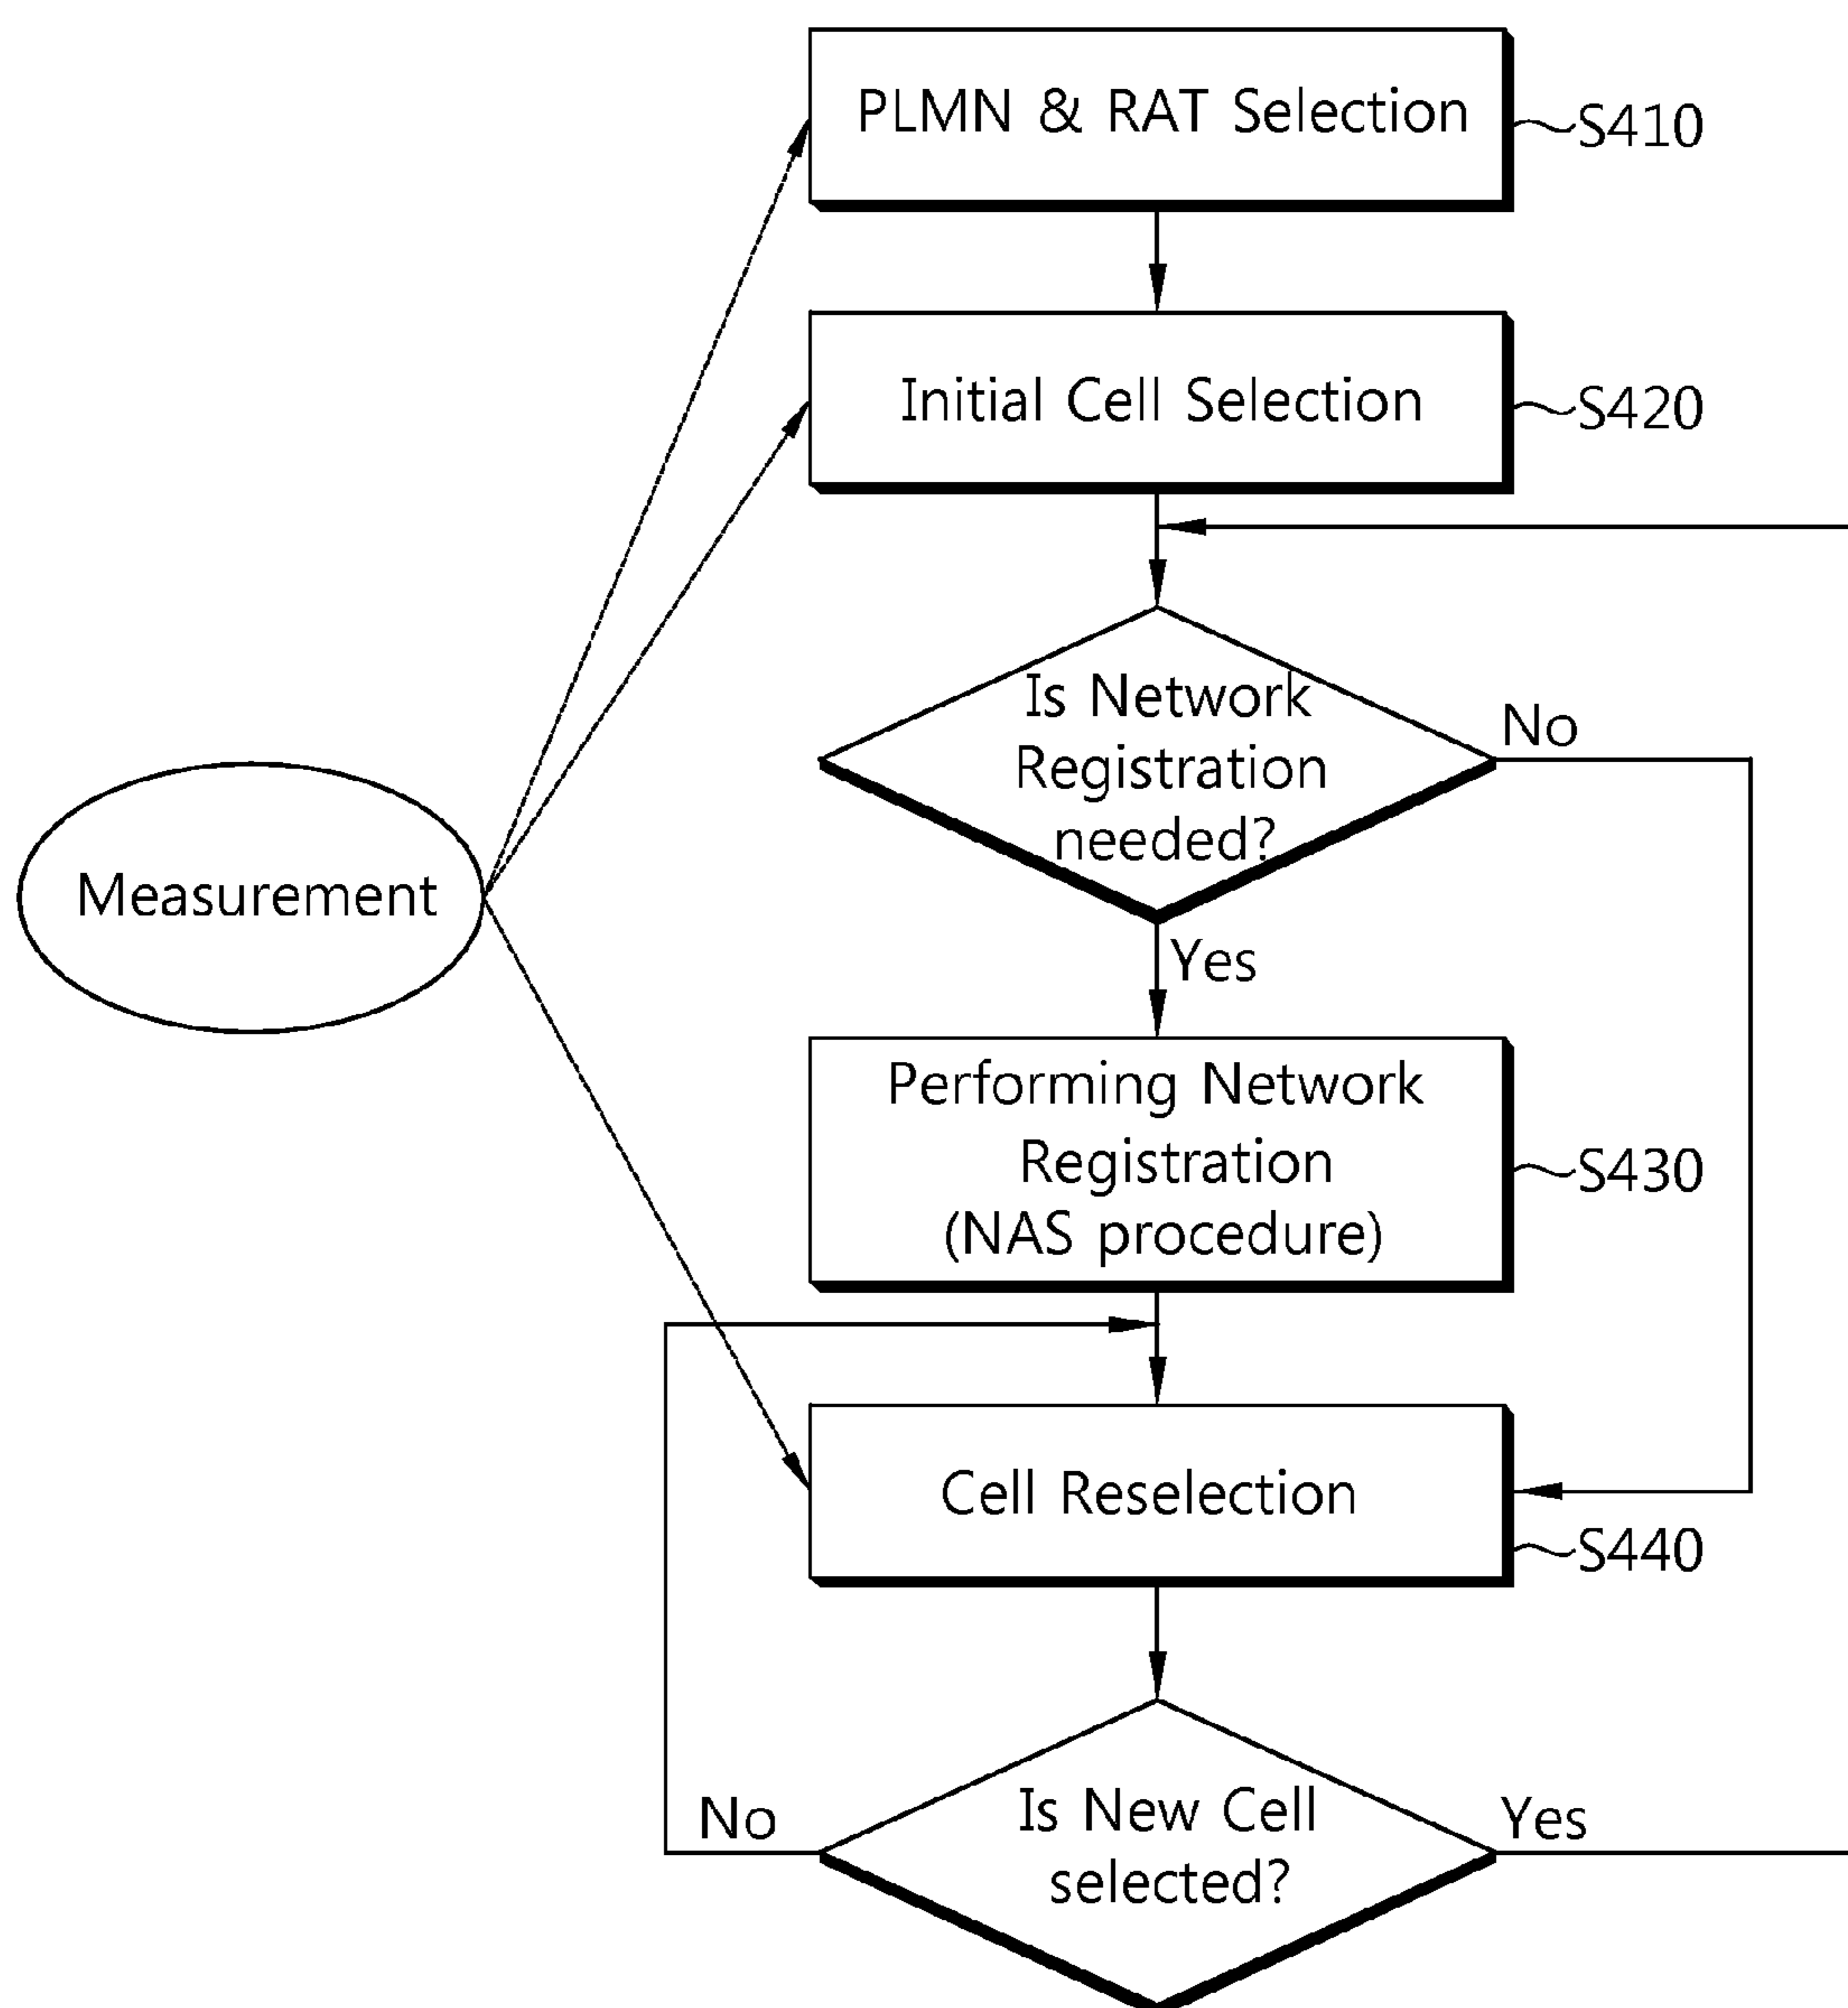 PLMN & RAT Selection
S410
Initial Cell Selection
S420
Is Network
Registration
needed?
No
Yes
Measurement
Performing Network
Registration
(NAS procedure)
S430
Cell Reselection
S440
Is New Cell
selected?
No
Yes